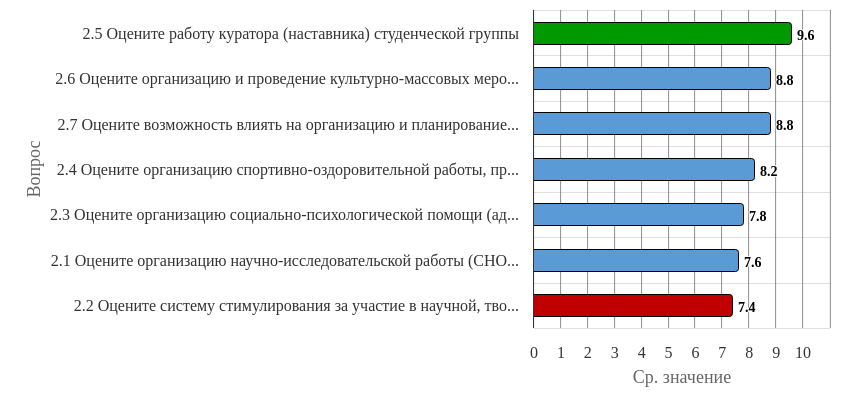 2.5 Оцените работу куратора (наставника) студенческой группы 9.6
2.6 Оцените организацию и проведение культурно-массовых меро... 8.8
2.7 Оцените возможность влиять на организацию и планирование... 8.8
2.4 Оцените организацию спортивно-оздоровительной работы, пр... 8.2
2.3 Оцените организацию социально-психологической помощи (ад... 7.8
2.1 Оцените организацию научно-исследовательской работы (СНО... 7.6
2.2 Оцените систему стимулирования за участие в научной, тво... 7.4
Вопрос
0 1 2 3 4 5 6 7 8 9 10
Ср. значение